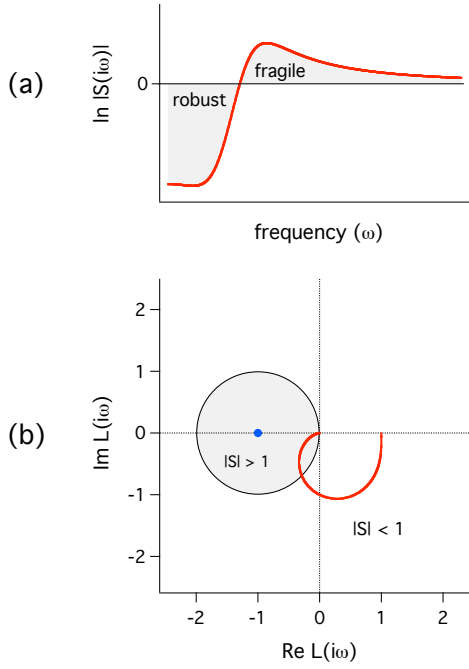 (a)
ln |S(iω)|
0
robust
fragile
frequency (ω)
(b)
Im L(iω)
2
1
0
-1
-2
|S| > 1
|S| < 1
-2 -1 0 1 2
Re L(iω)